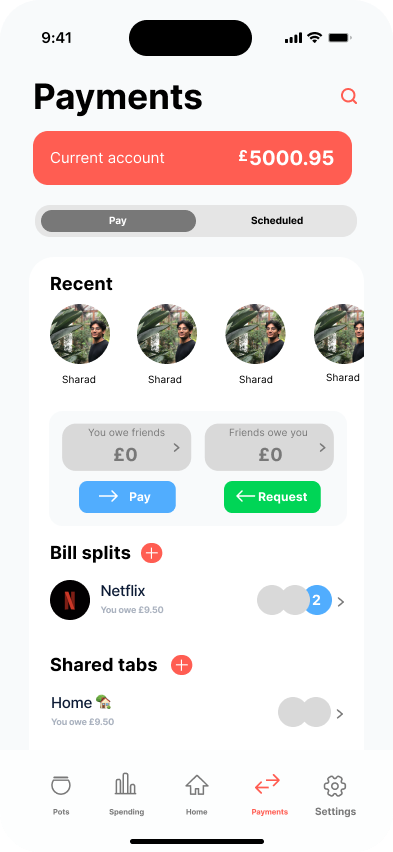 9:41
Payments
Current account £5000.95
Pay Scheduled
Recent
Sharad Sharad Sharad Sharad
You owe friends Friends owe you
£0 £0
Pay Request
Bill splits
Netflix
You owe £9.50
2
Shared tabs
Home
You owe £9.50
Pots Spending Home Payments Settings